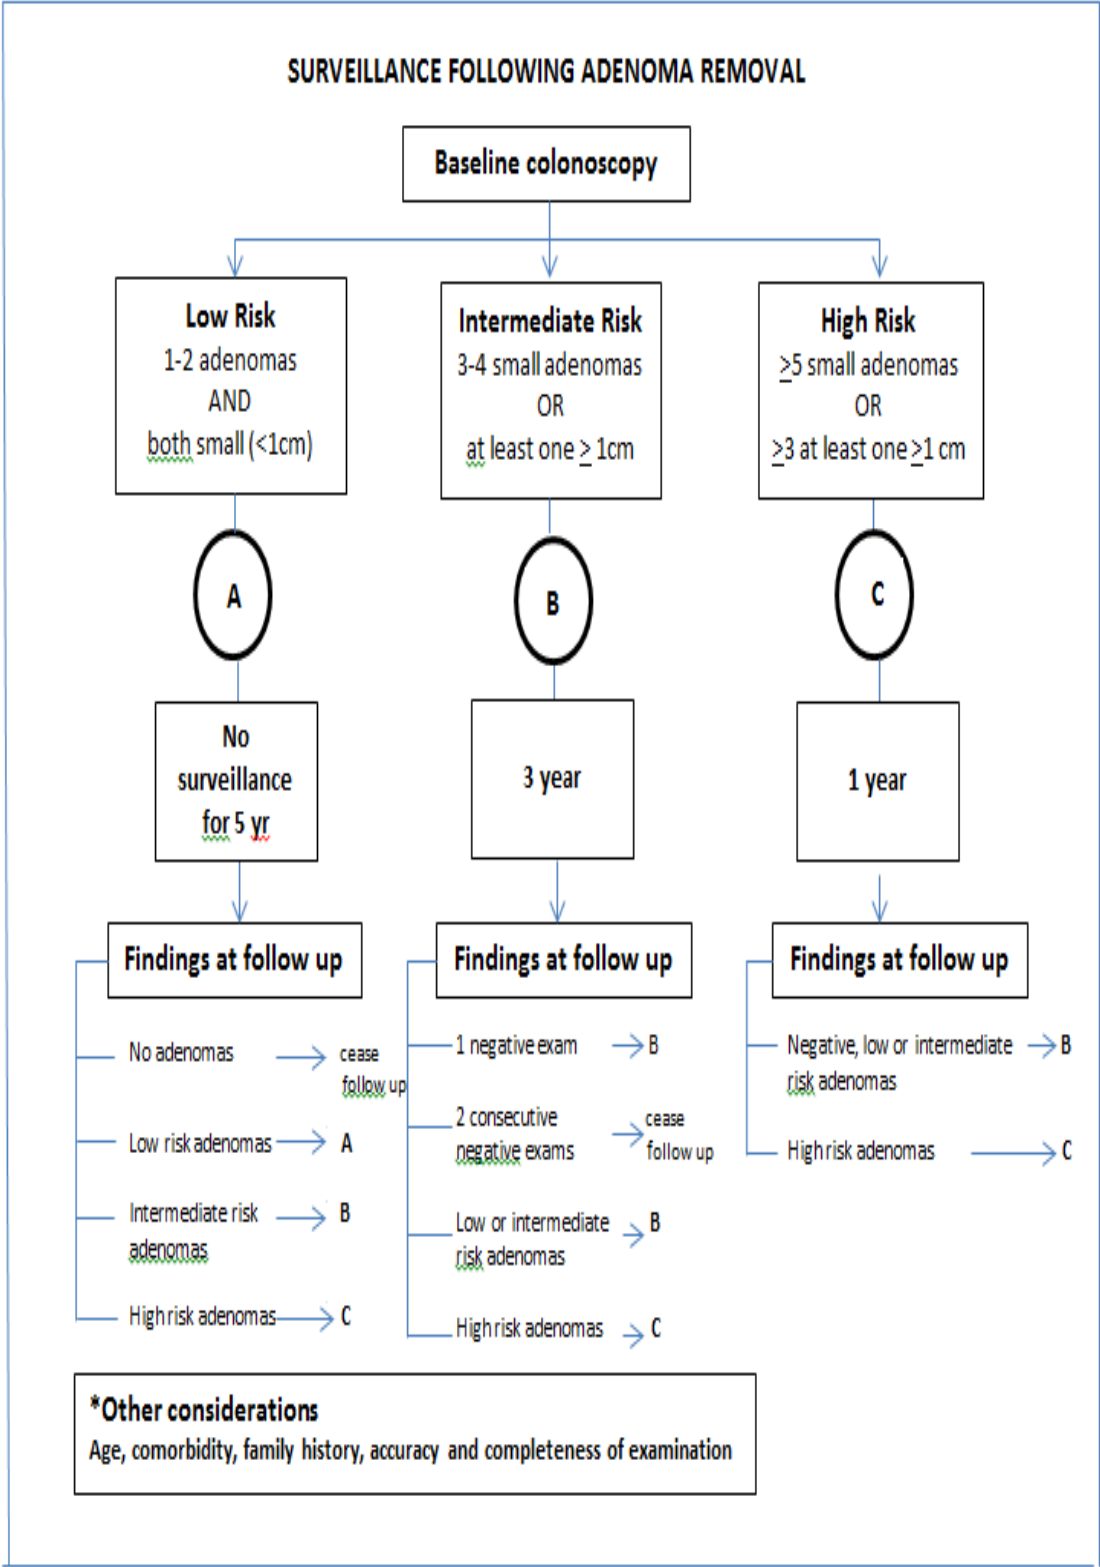 SURVEILLANCE FOLLOWING ADENOMA REMOVAL
Baseline colonoscopy
Low Risk
1-2 adenomas
AND
both small (<1cm)
Intermediate Risk
3-4 small adenomas
OR
at least one ≥ 1cm
High Risk
≥5 small adenomas
OR
≥3 at least one ≥1 cm
A
B
C
No
surveillance
for 5 yr
3 year
1 year
Findings at follow up
No adenomas
cease
follow up
Low risk adenomas
A
Intermediate risk
adenomas
B
High risk adenomas
C
Findings at follow up
1 negative exam
B
2 consecutive
negative exams
cease
follow up
Low or intermediate
risk adenomas
B
High risk adenomas
C
Findings at follow up
Negative, low or intermediate
risk adenomas
B
High risk adenomas
C
*Other considerations
Age, comorbidity, family history, accuracy and completeness of examination